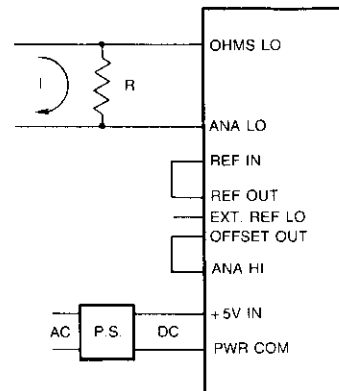 OHMS LO
I
R
ANA LO
REF IN
REF OUT
EXT. REF LO
OFFSET OUT
ANA HI
+5V IN
AC P.S. DC
PWR COM